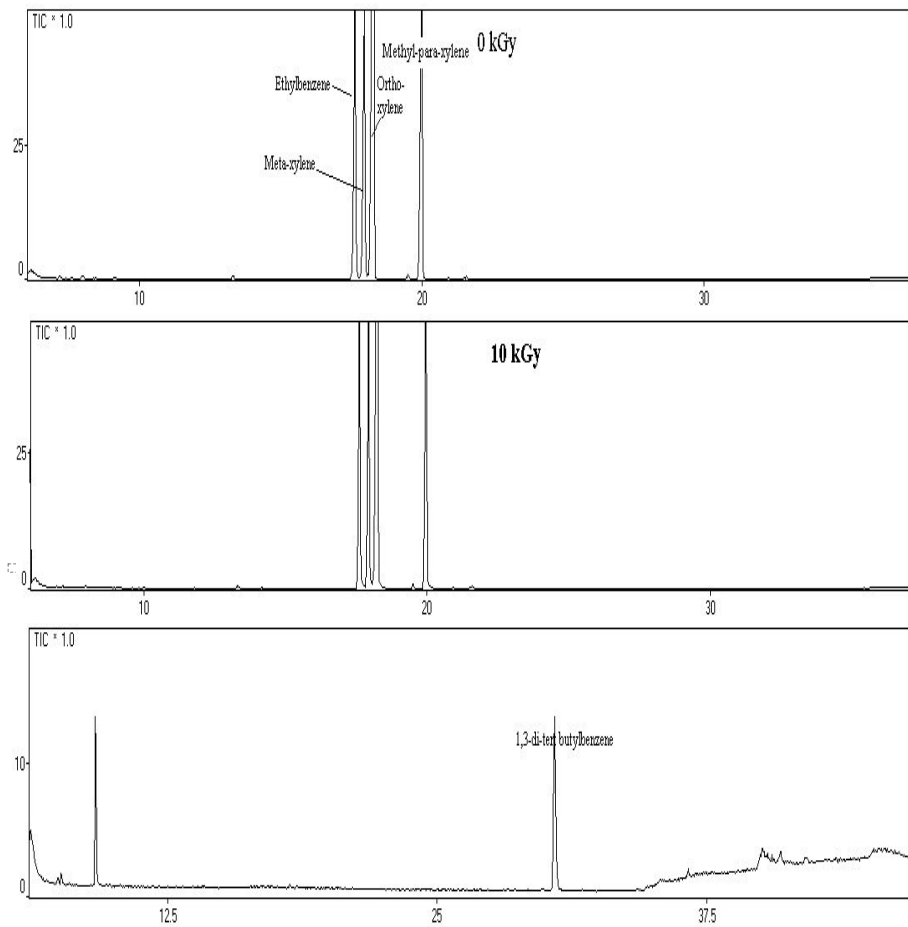 TIC * 1.0
Methyl-para-xylene
0 kGy
Ethylbenzene
Ortho-
xylene
Meta-xylene
25
0
10
20
30
TIC * 1.0
10 kGy
25
0
10
20
30
TIC * 1.0
1,3-di-tert butylbenzene
10
0
12.5
25
37.5